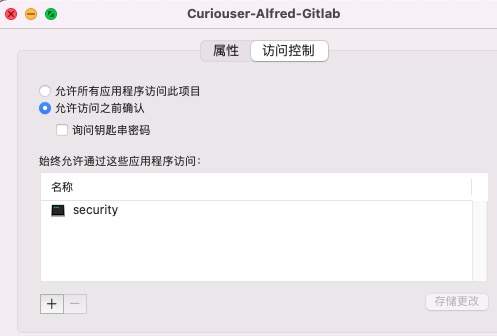 Curiouser-Alfred-Gitlab
属性 访问控制
允许所有应用程序访问此项目
允许访问之前确认
询问钥匙串密码
始终允许通过这些应用程序访问：
名称
security
+ −
存储更改